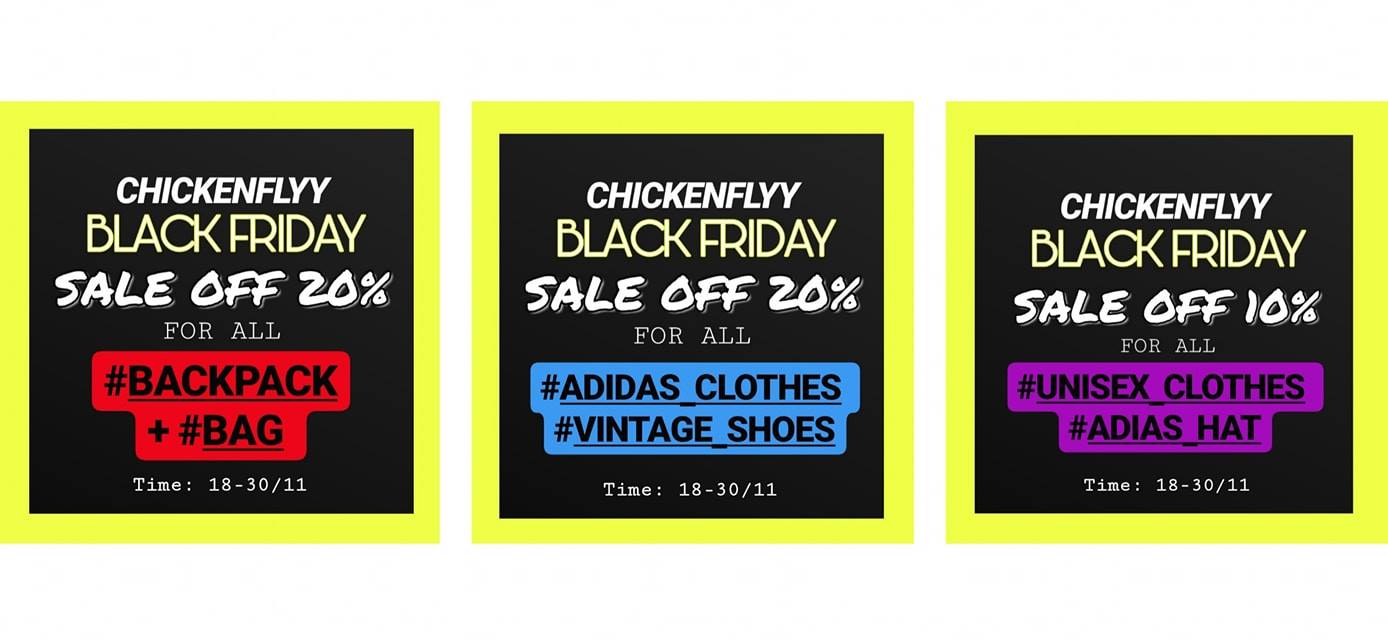 CHICKENFLYY
BLACK FRIDAY
SALE OFF 20%
FOR ALL
#BACKPACK
+ #BAG
Time: 18-30/11
CHICKENFLYY
BLACK FRIDAY
SALE OFF 20%
FOR ALL
#ADIDAS_CLOTHES
#VINTAGE_SHOES
Time: 18-30/11
CHICKENFLYY
BLACK FRIDAY
SALE OFF 10%
FOR ALL
#UNISEX_CLOTHES
#ADIAS_HAT
Time: 18-30/11